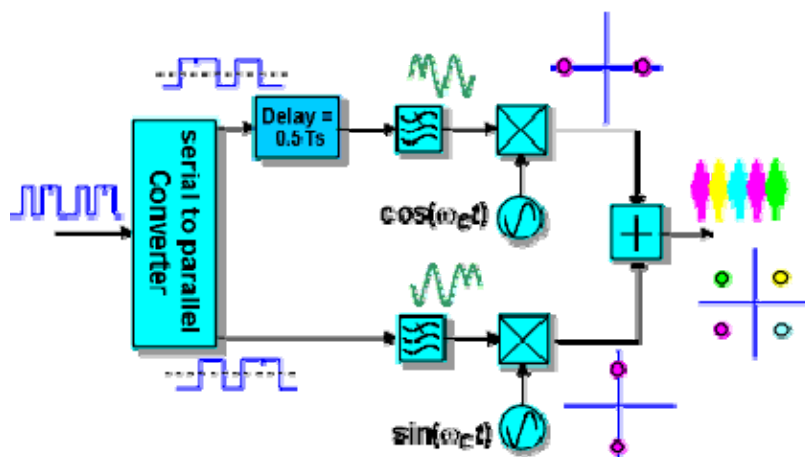 Delay =
0.5 Ts
serial to parallel
Converter
cos(ωct)
sin(ωct)